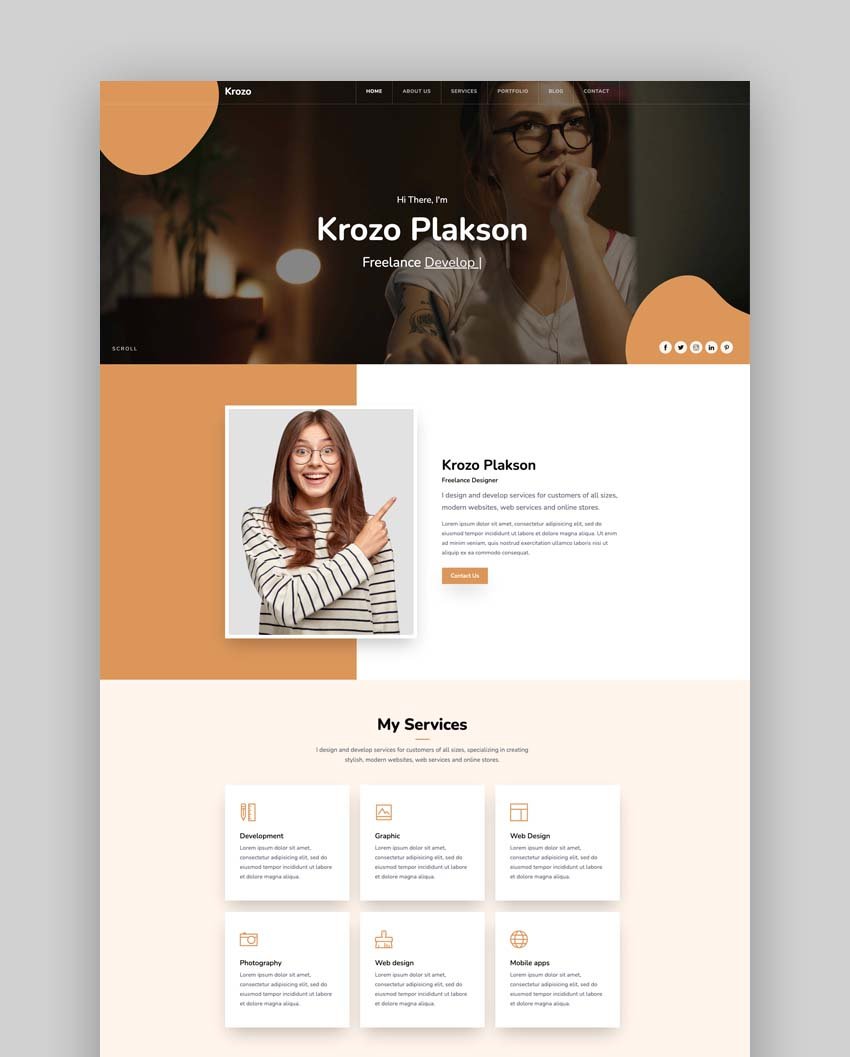 Krozo
HOME ABOUT US SERVICES PORTFOLIO BLOG CONTACT
Hi There, I'm
Krozo Plakson
Freelance Develop |
SCROLL
Krozo Plakson
Freelance Designer
I design and develop services for customers of all sizes,
modern websites, web services and online stores.
Lorem ipsum dolor sit amet, consectetur adipisicing elit, sed do
eiusmod tempor incididunt ut labore et dolore magna aliqua. Ut enim
ad minim veniam, quis nostrud exercitation ullamco laboris nisi ut
aliquip ex ea commodo consequat.
Contact Us
My Services
I design and develop services for customers of all sizes, specializing in creating
stylish, modern websites, web services and online stores.
Development
Lorem ipsum dolor sit amet,
consectetur adipisicing elit, sed do
eiusmod tempor incididunt ut labore
et dolore magna aliqua.
Graphic
Lorem ipsum dolor sit amet,
consectetur adipisicing elit, sed do
eiusmod tempor incididunt ut labore
et dolore magna aliqua.
Web Design
Lorem ipsum dolor sit amet,
consectetur adipisicing elit, sed do
eiusmod tempor incididunt ut labore
et dolore magna aliqua.
Photography
Lorem ipsum dolor sit amet,
consectetur adipisicing elit, sed do
eiusmod tempor incididunt ut labore
et dolore magna aliqua.
Web design
Lorem ipsum dolor sit amet,
consectetur adipisicing elit, sed do
eiusmod tempor incididunt ut labore
et dolore magna aliqua.
Mobile apps
Lorem ipsum dolor sit amet,
consectetur adipisicing elit, sed do
eiusmod tempor incididunt ut labore
et dolore magna aliqua.